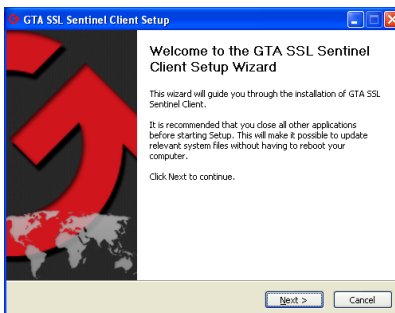 GTA SSL Sentinel Client Setup
Welcome to the GTA SSL Sentinel
Client Setup Wizard
This wizard will guide you through the installation of GTA SSL
Sentinel Client.
It is recommended that you close all other applications
before starting Setup. This will make it possible to update
relevant system files without having to reboot your
computer.
Click Next to continue.
Next >
Cancel